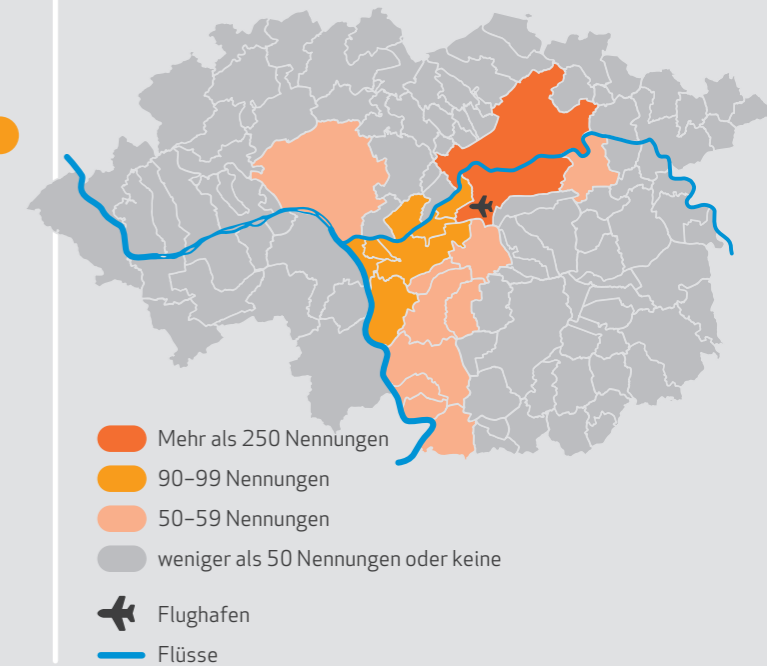 Mehr als 250 Nennungen
90–99 Nennungen
50–59 Nennungen
weniger als 50 Nennungen oder keine
Flughafen
Flüsse